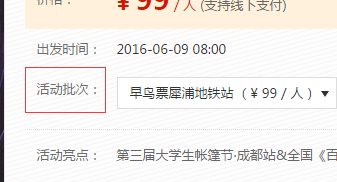 价格： ¥ 99 / 人 (支持线下支付)
出发时间： 2016-06-09 08:00
活动批次： 早鸟票犀浦地铁站（¥ 99 / 人）
活动亮点： 第三届大学生帐篷节·成都站&全国《百